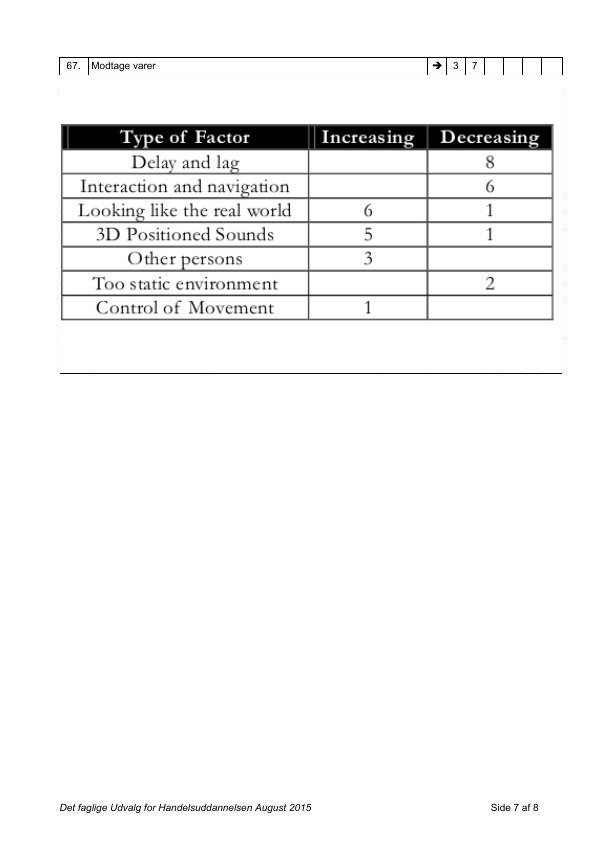 67. Modtage varer → 3 7
Type of Factor Increasing Decreasing
Delay and lag 8
Interaction and navigation 6
Looking like the real world 6 1
3D Positioned Sounds 5 1
Other persons 3
Too static environment 2
Control of Movement 1
Det faglige Udvalg for Handelsuddannelsen August 2015 Side 7 af 8